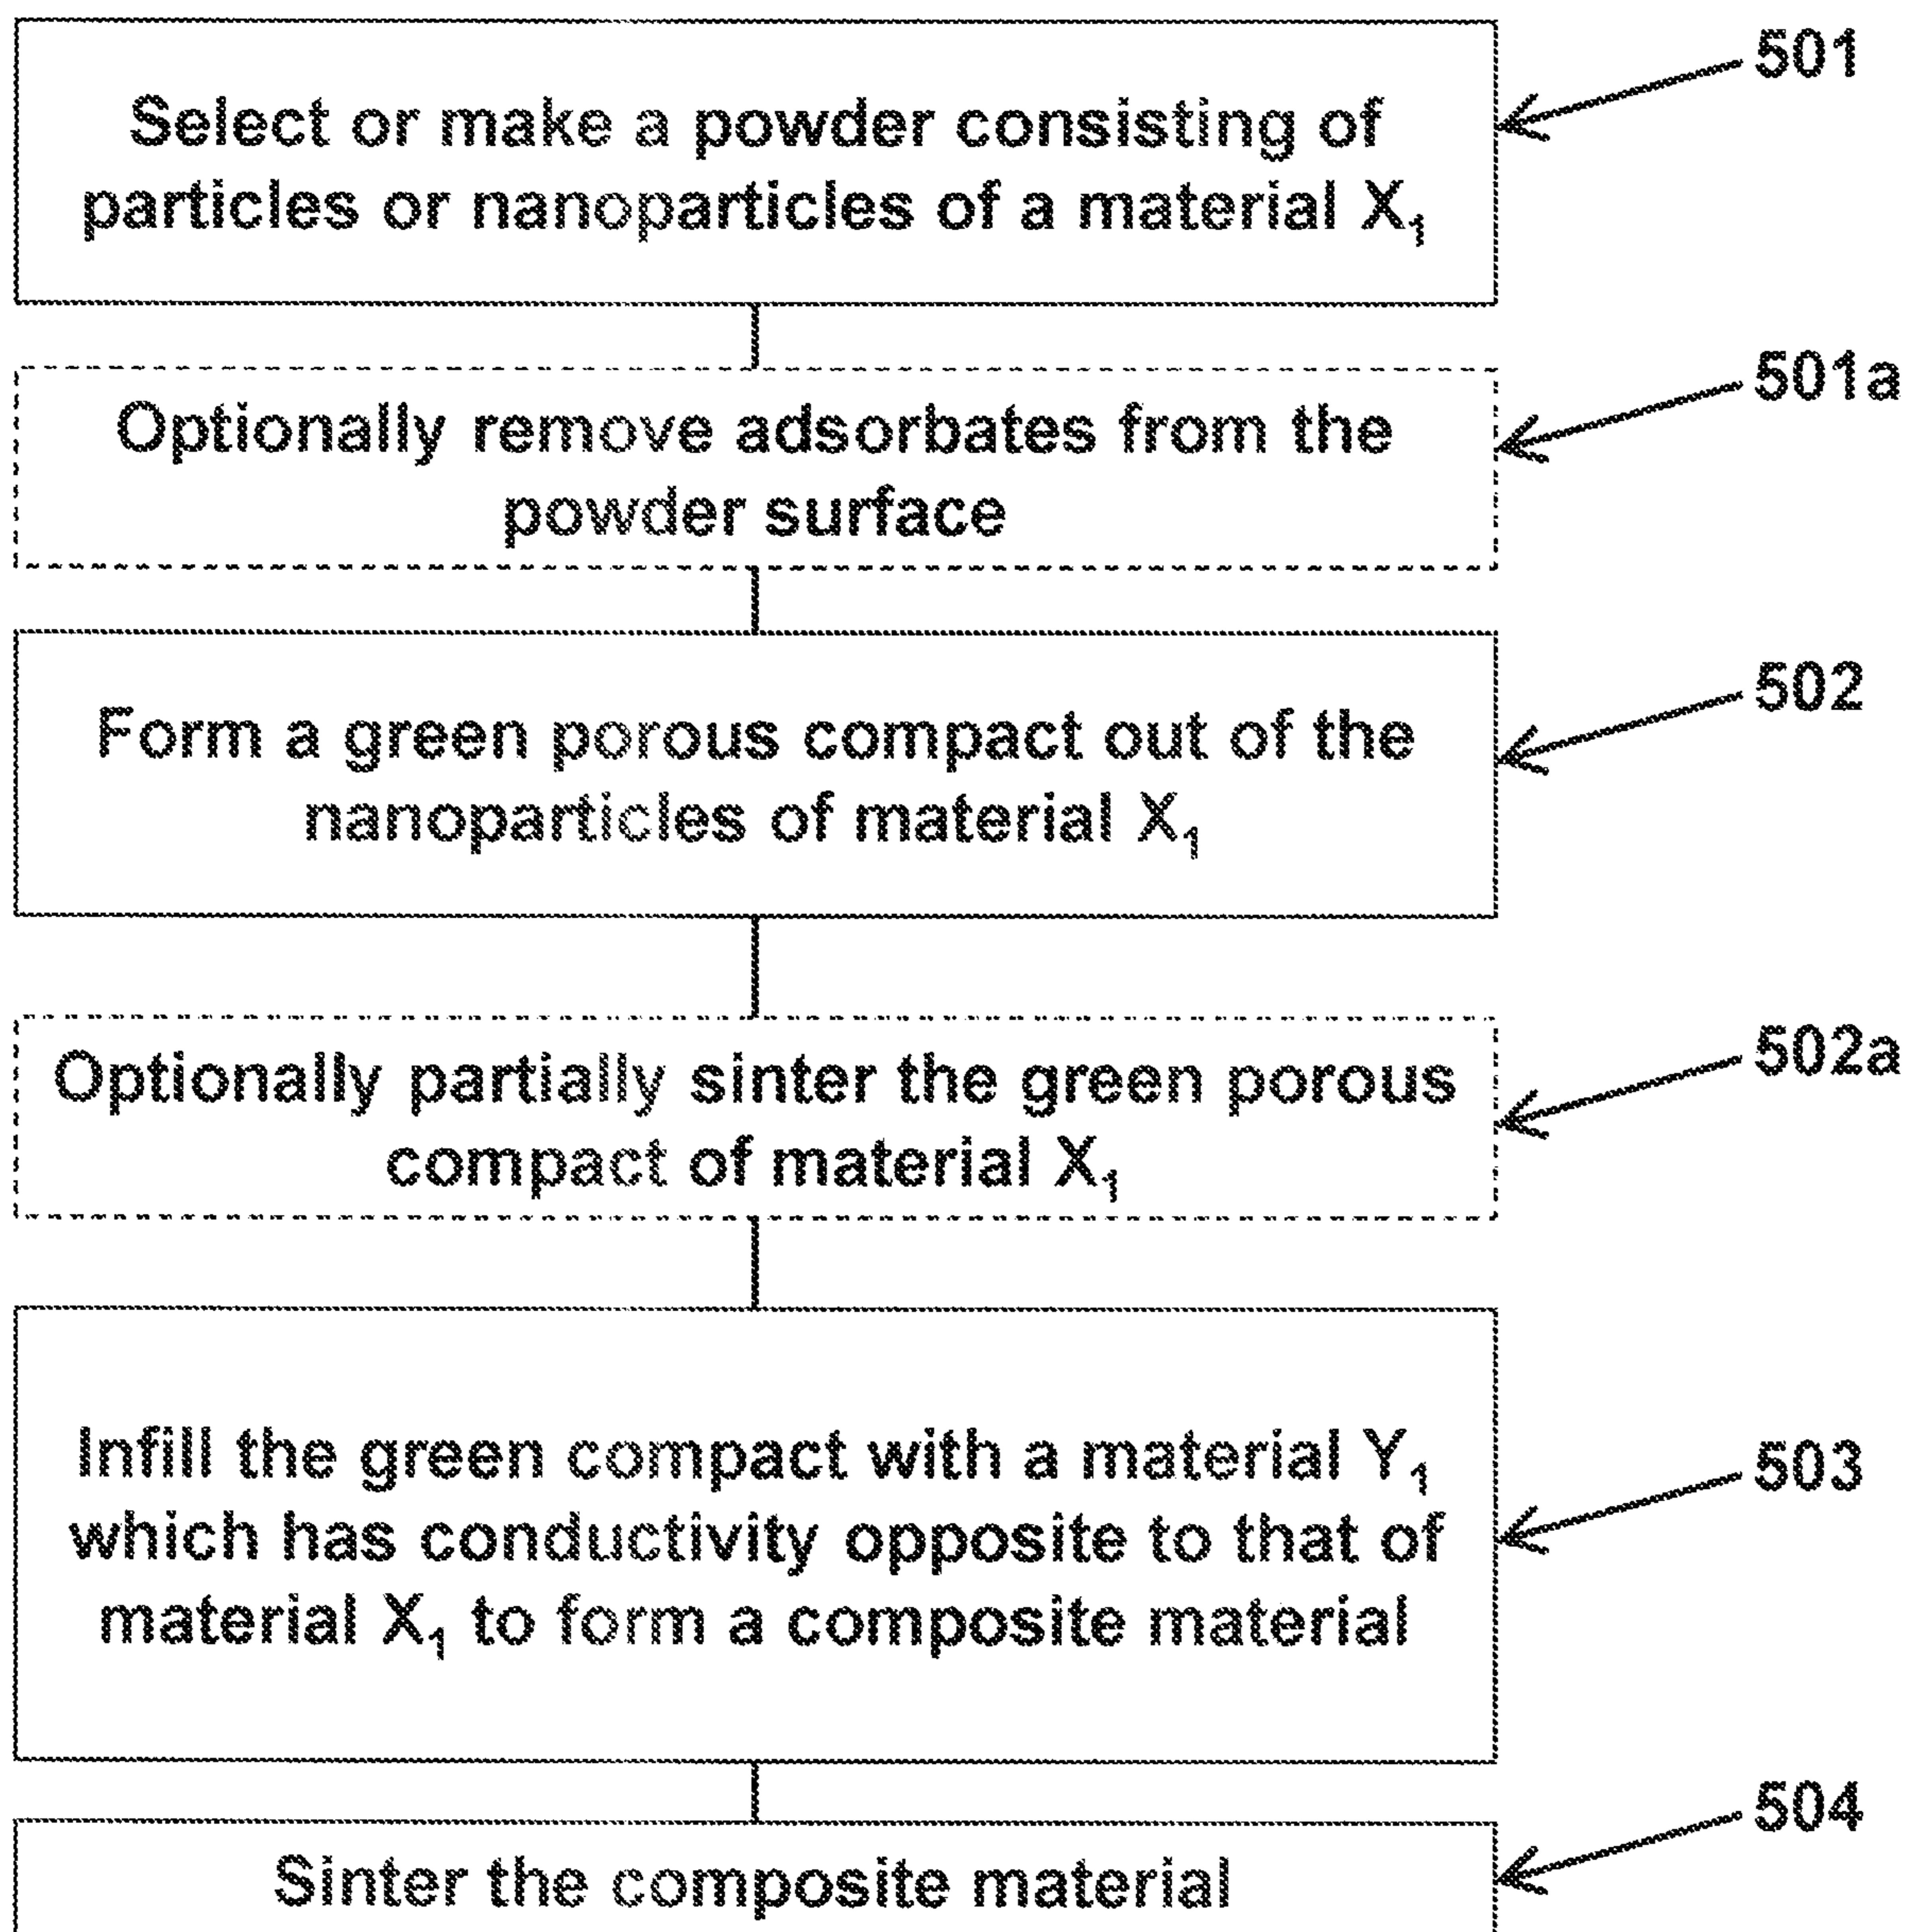 501
Select or make a powder consisting of
particles or nanoparticles of a material X₁
501a
Optionally remove adsorbates from the
powder surface
502
Form a green porous compact out of the
nanoparticles of material X₁
502a
Optionally partially sinter the green porous
compact of material X₁
503
Infill the green compact with a material Y₁
which has conductivity opposite to that of
material X₁ to form a composite material
504
Sinter the composite material